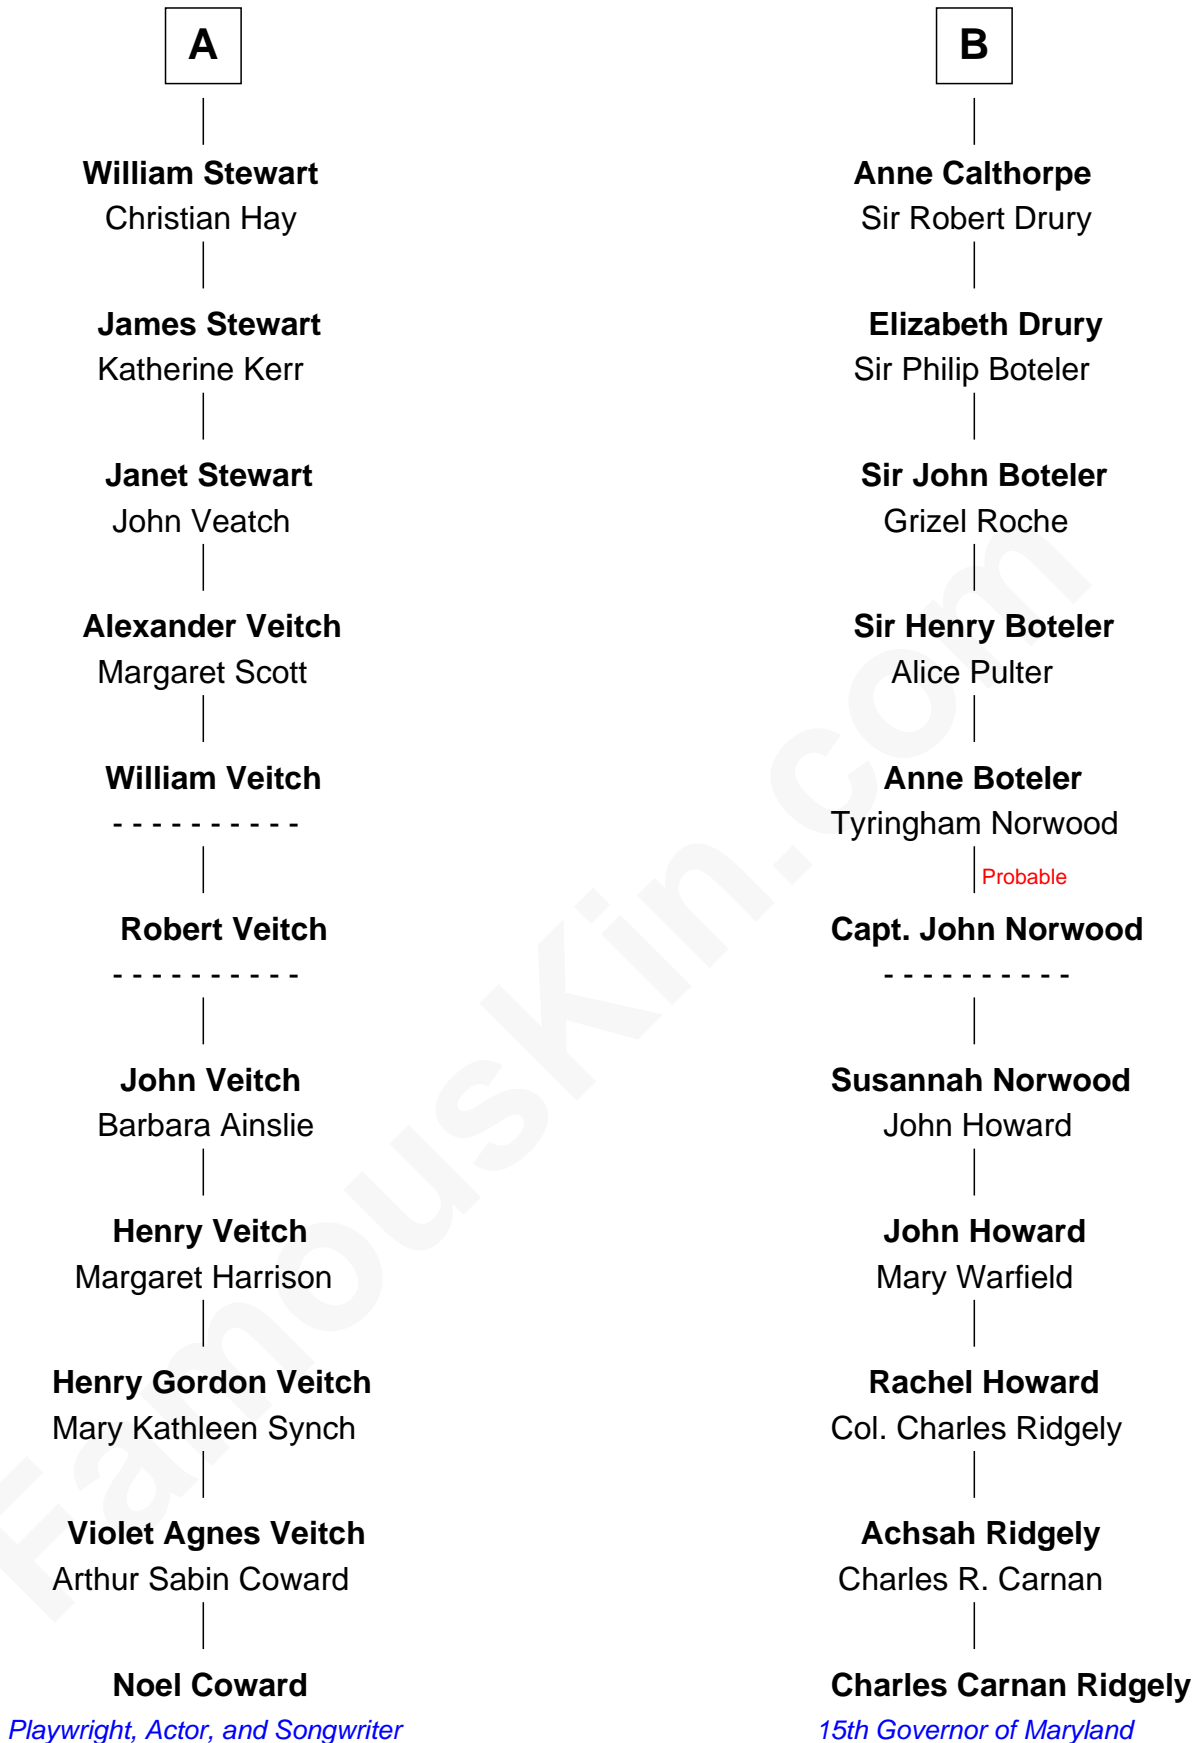 A
William Stewart
Christian Hay
James Stewart
Katherine Kerr
Janet Stewart
John Veatch
Alexander Veitch
Margaret Scott
William Veitch
- - - - - - - - - -
Robert Veitch
- - - - - - - - - -
John Veitch
Barbara Ainslie
Henry Veitch
Margaret Harrison
Henry Gordon Veitch
Mary Kathleen Synch
Violet Agnes Veitch
Arthur Sabin Coward
Noel Coward
Playwright, Actor, and Songwriter
B
Anne Calthorpe
Sir Robert Drury
Elizabeth Drury
Sir Philip Boteler
Sir John Boteler
Grizel Roche
Sir Henry Boteler
Alice Pulter
Anne Boteler
Tyringham Norwood
Probable
Capt. John Norwood
- - - - - - - - - -
Susannah Norwood
John Howard
John Howard
Mary Warfield
Rachel Howard
Col. Charles Ridgely
Achsah Ridgely
Charles R. Carnan
Charles Carnan Ridgely
15th Governor of Maryland
FamousKin.com